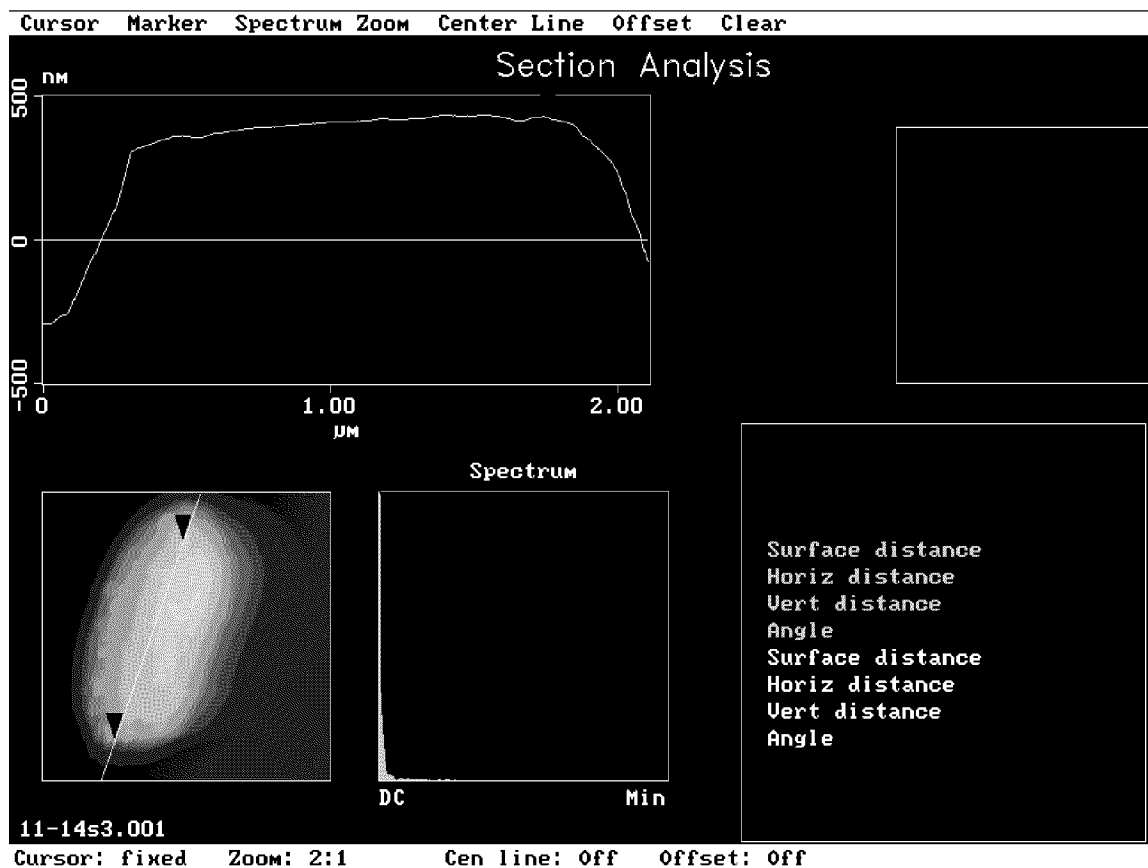 Cursor Marker Spectrum Zoom Center Line Offset Clear
Section Analysis
nM
500
0
-500
0 1.00 2.00
µM
Spectrum
Surface distance
Horiz distance
Vert distance
Angle
Surface distance
Horiz distance
Vert distance
Angle
DC Min
11-14s3.001
Cursor: fixed Zoom: 2:1 Cen line: Off Offset: Off